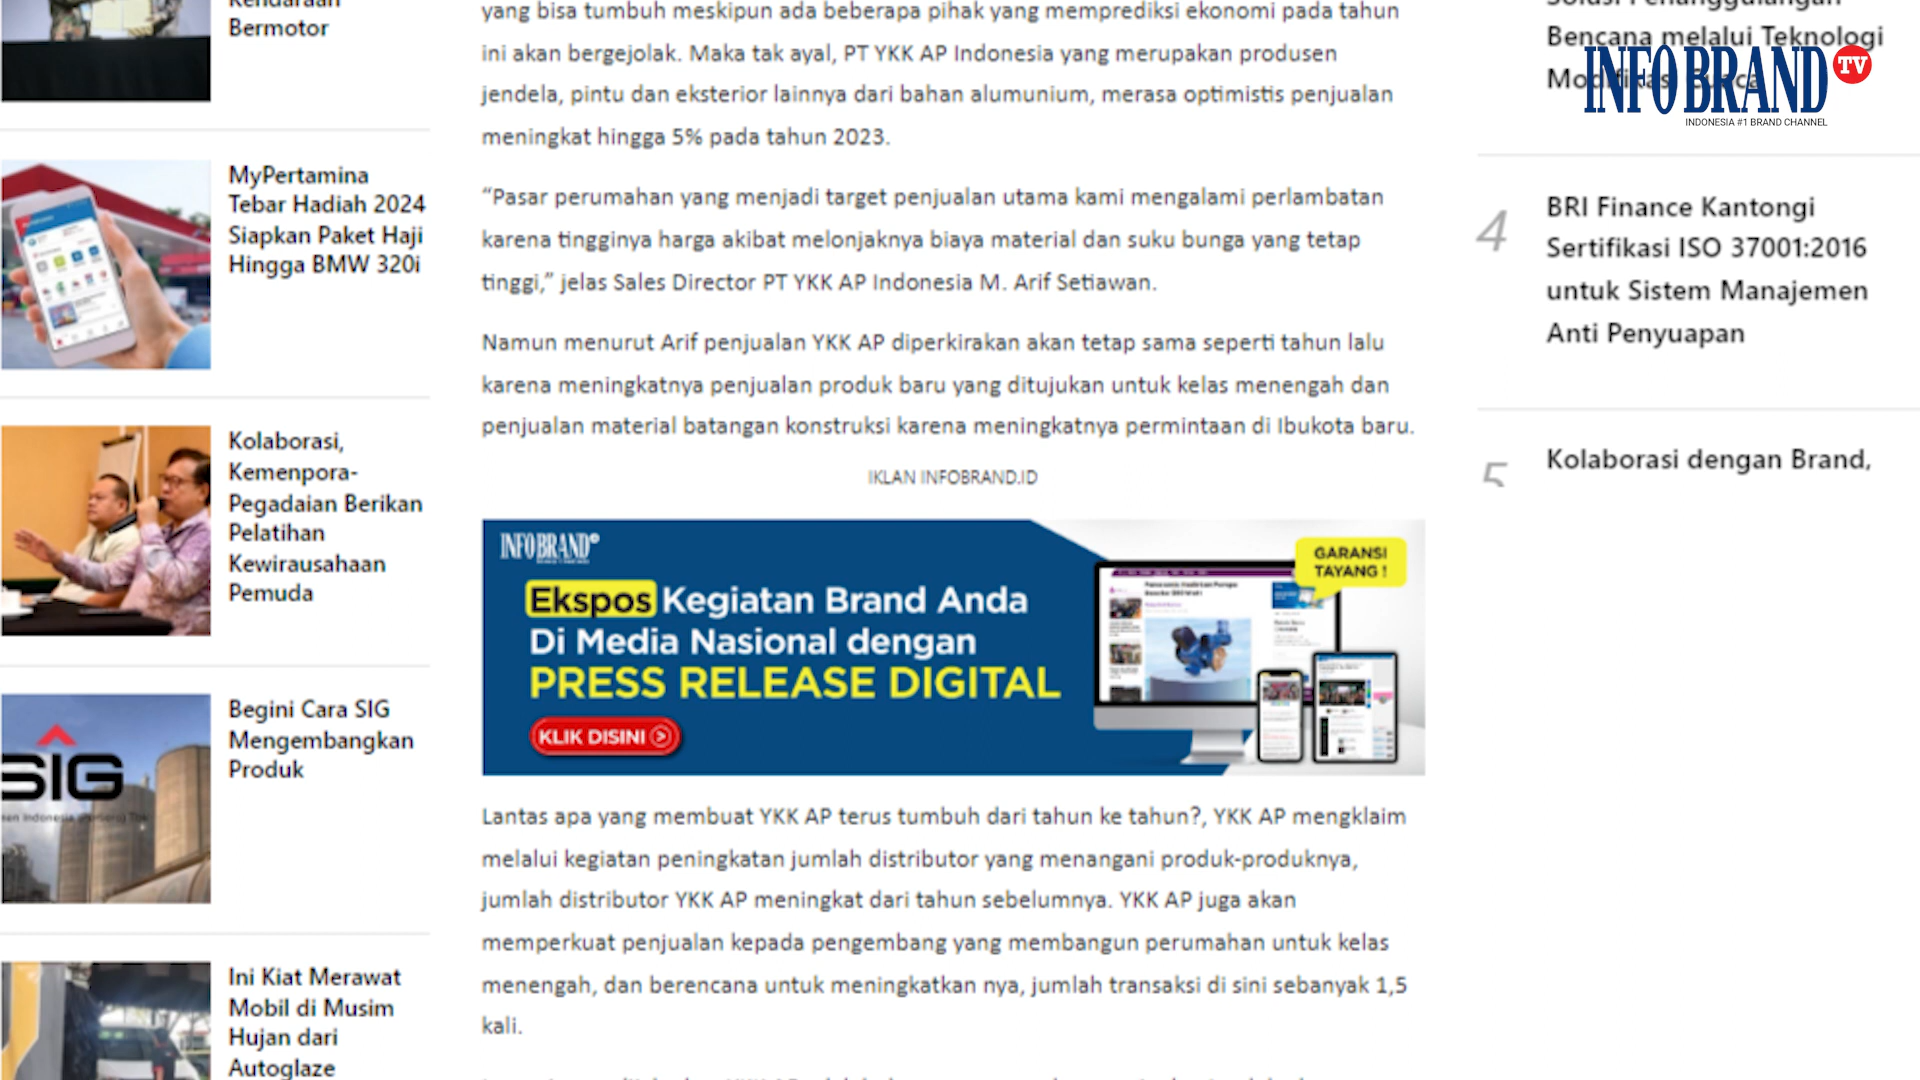 Bermotor
MyPertamina
Tebar Hadiah 2024
Siapkan Paket Haji
Hingga BMW 320i
Kolaborasi,
Kemenpora-
Pegadaian Berikan
Pelatihan
Kewirausahaan
Pemuda
SIG
Begini Cara SIG
Mengembangkan
Produk
Ini Kiat Merawat
Mobil di Musim
Hujan dari
Autoglaze
yang bisa tumbuh meskipun ada beberapa pihak yang memprediksi ekonomi pada tahun
ini akan bergejolak. Maka tak ayal, PT YKK AP Indonesia yang merupakan produsen
jendela, pintu dan eksterior lainnya dari bahan alumunium, merasa optimistis penjualan
meningkat hingga 5% pada tahun 2023.
“Pasar perumahan yang menjadi target penjualan utama kami mengalami perlambatan
karena tingginya harga akibat melonjaknya biaya material dan suku bunga yang tetap
tinggi,” jelas Sales Director PT YKK AP Indonesia M. Arif Setiawan.
Namun menurut Arif penjualan YKK AP diperkirakan akan tetap sama seperti tahun lalu
karena meningkatnya penjualan produk baru yang ditujukan untuk kelas menengah dan
penjualan material batangan konstruksi karena meningkatnya permintaan di Ibukota baru.
IKLAN INFOBRAND.ID
INFOBRAND
Ekspos Kegiatan Brand Anda
Di Media Nasional dengan
PRESS RELEASE DIGITAL
KLIK DISINI
GARANSI
TAYANG !
Lantas apa yang membuat YKK AP terus tumbuh dari tahun ke tahun?, YKK AP mengklaim
melalui kegiatan peningkatan jumlah distributor yang menangani produk-produknya,
jumlah distributor YKK AP meningkat dari tahun sebelumnya. YKK AP juga akan
memperkuat penjualan kepada pengembang yang membangun perumahan untuk kelas
menengah, dan berencana untuk meningkatkan nya, jumlah transaksi di sini sebanyak 1,5
kali.
Bencana melalui Teknologi
INFOBRAND TV
INDONESIA #1 BRAND CHANNEL
4
BRI Finance Kantongi
Sertifikasi ISO 37001:2016
untuk Sistem Manajemen
Anti Penyuapan
5
Kolaborasi dengan Brand,